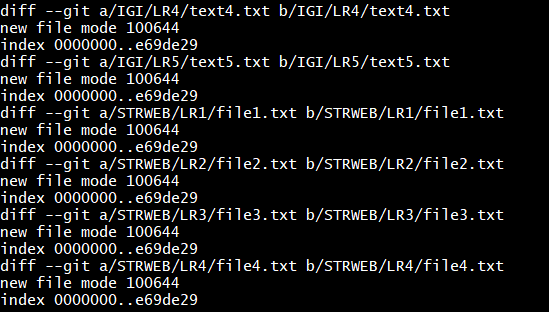 diff --git a/IGI/LR4/text4.txt b/IGI/LR4/text4.txt
new file mode 100644
index 0000000..e69de29
diff --git a/IGI/LR5/text5.txt b/IGI/LR5/text5.txt
new file mode 100644
index 0000000..e69de29
diff --git a/STRWEB/LR1/file1.txt b/STRWEB/LR1/file1.txt
new file mode 100644
index 0000000..e69de29
diff --git a/STRWEB/LR2/file2.txt b/STRWEB/LR2/file2.txt
new file mode 100644
index 0000000..e69de29
diff --git a/STRWEB/LR3/file3.txt b/STRWEB/LR3/file3.txt
new file mode 100644
index 0000000..e69de29
diff --git a/STRWEB/LR4/file4.txt b/STRWEB/LR4/file4.txt
new file mode 100644
index 0000000..e69de29